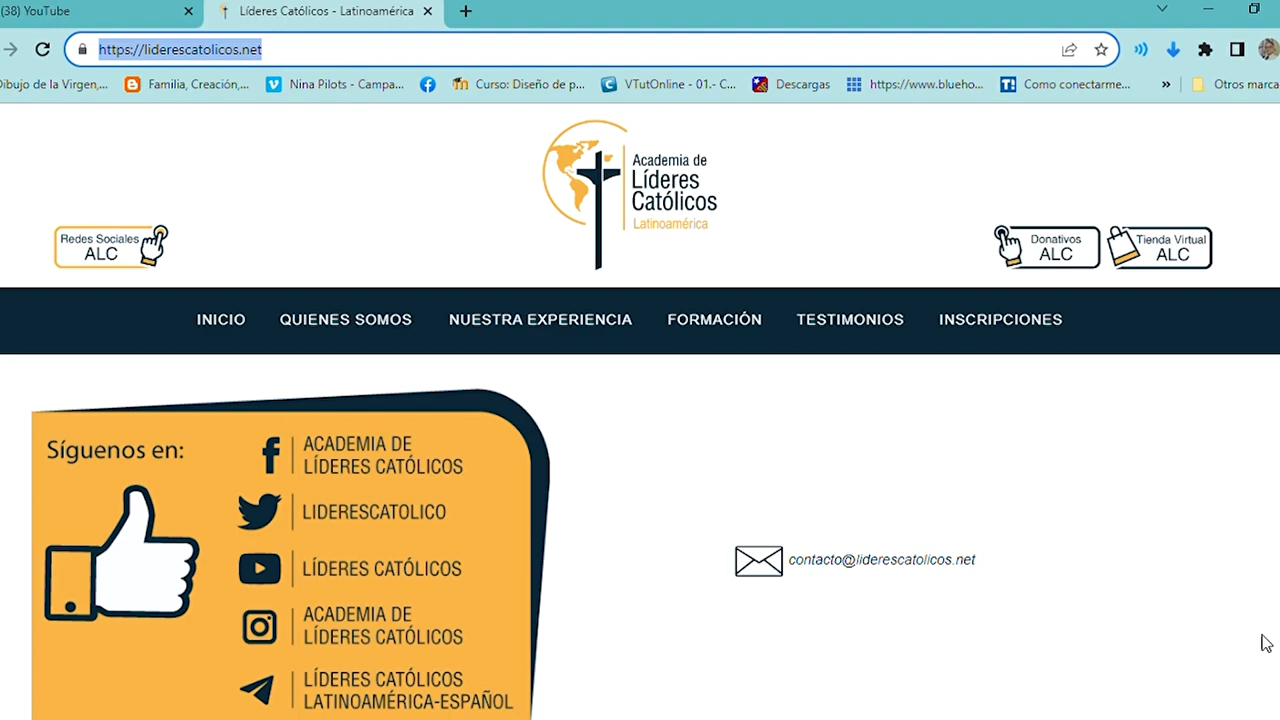 (38) YouTube
Líderes Católicos - Latinoamérica
https://liderescatolicos.net
Dibujo de la Virgen,...
Familia, Creación,...
Nina Pilots - Campa...
Curso: Diseño de p...
VTutOnline - 01.- C...
Descargas
https://www.blueho...
Como conectarme...
»
Otros marca
Academia de
Líderes
Católicos
Latinoamérica
Redes Sociales
ALC
Donativos
ALC
Tienda Virtual
ALC
INICIO
QUIENES SOMOS
NUESTRA EXPERIENCIA
FORMACIÓN
TESTIMONIOS
INSCRIPCIONES
Síguenos en:
ACADEMIA DE
LÍDERES CATÓLICOS
LIDERESCATOLICO
LÍDERES CATÓLICOS
ACADEMIA DE
LÍDERES CATÓLICOS
LÍDERES CATÓLICOS
LATINOAMÉRICA-ESPAÑOL
contacto@liderescatolicos.net